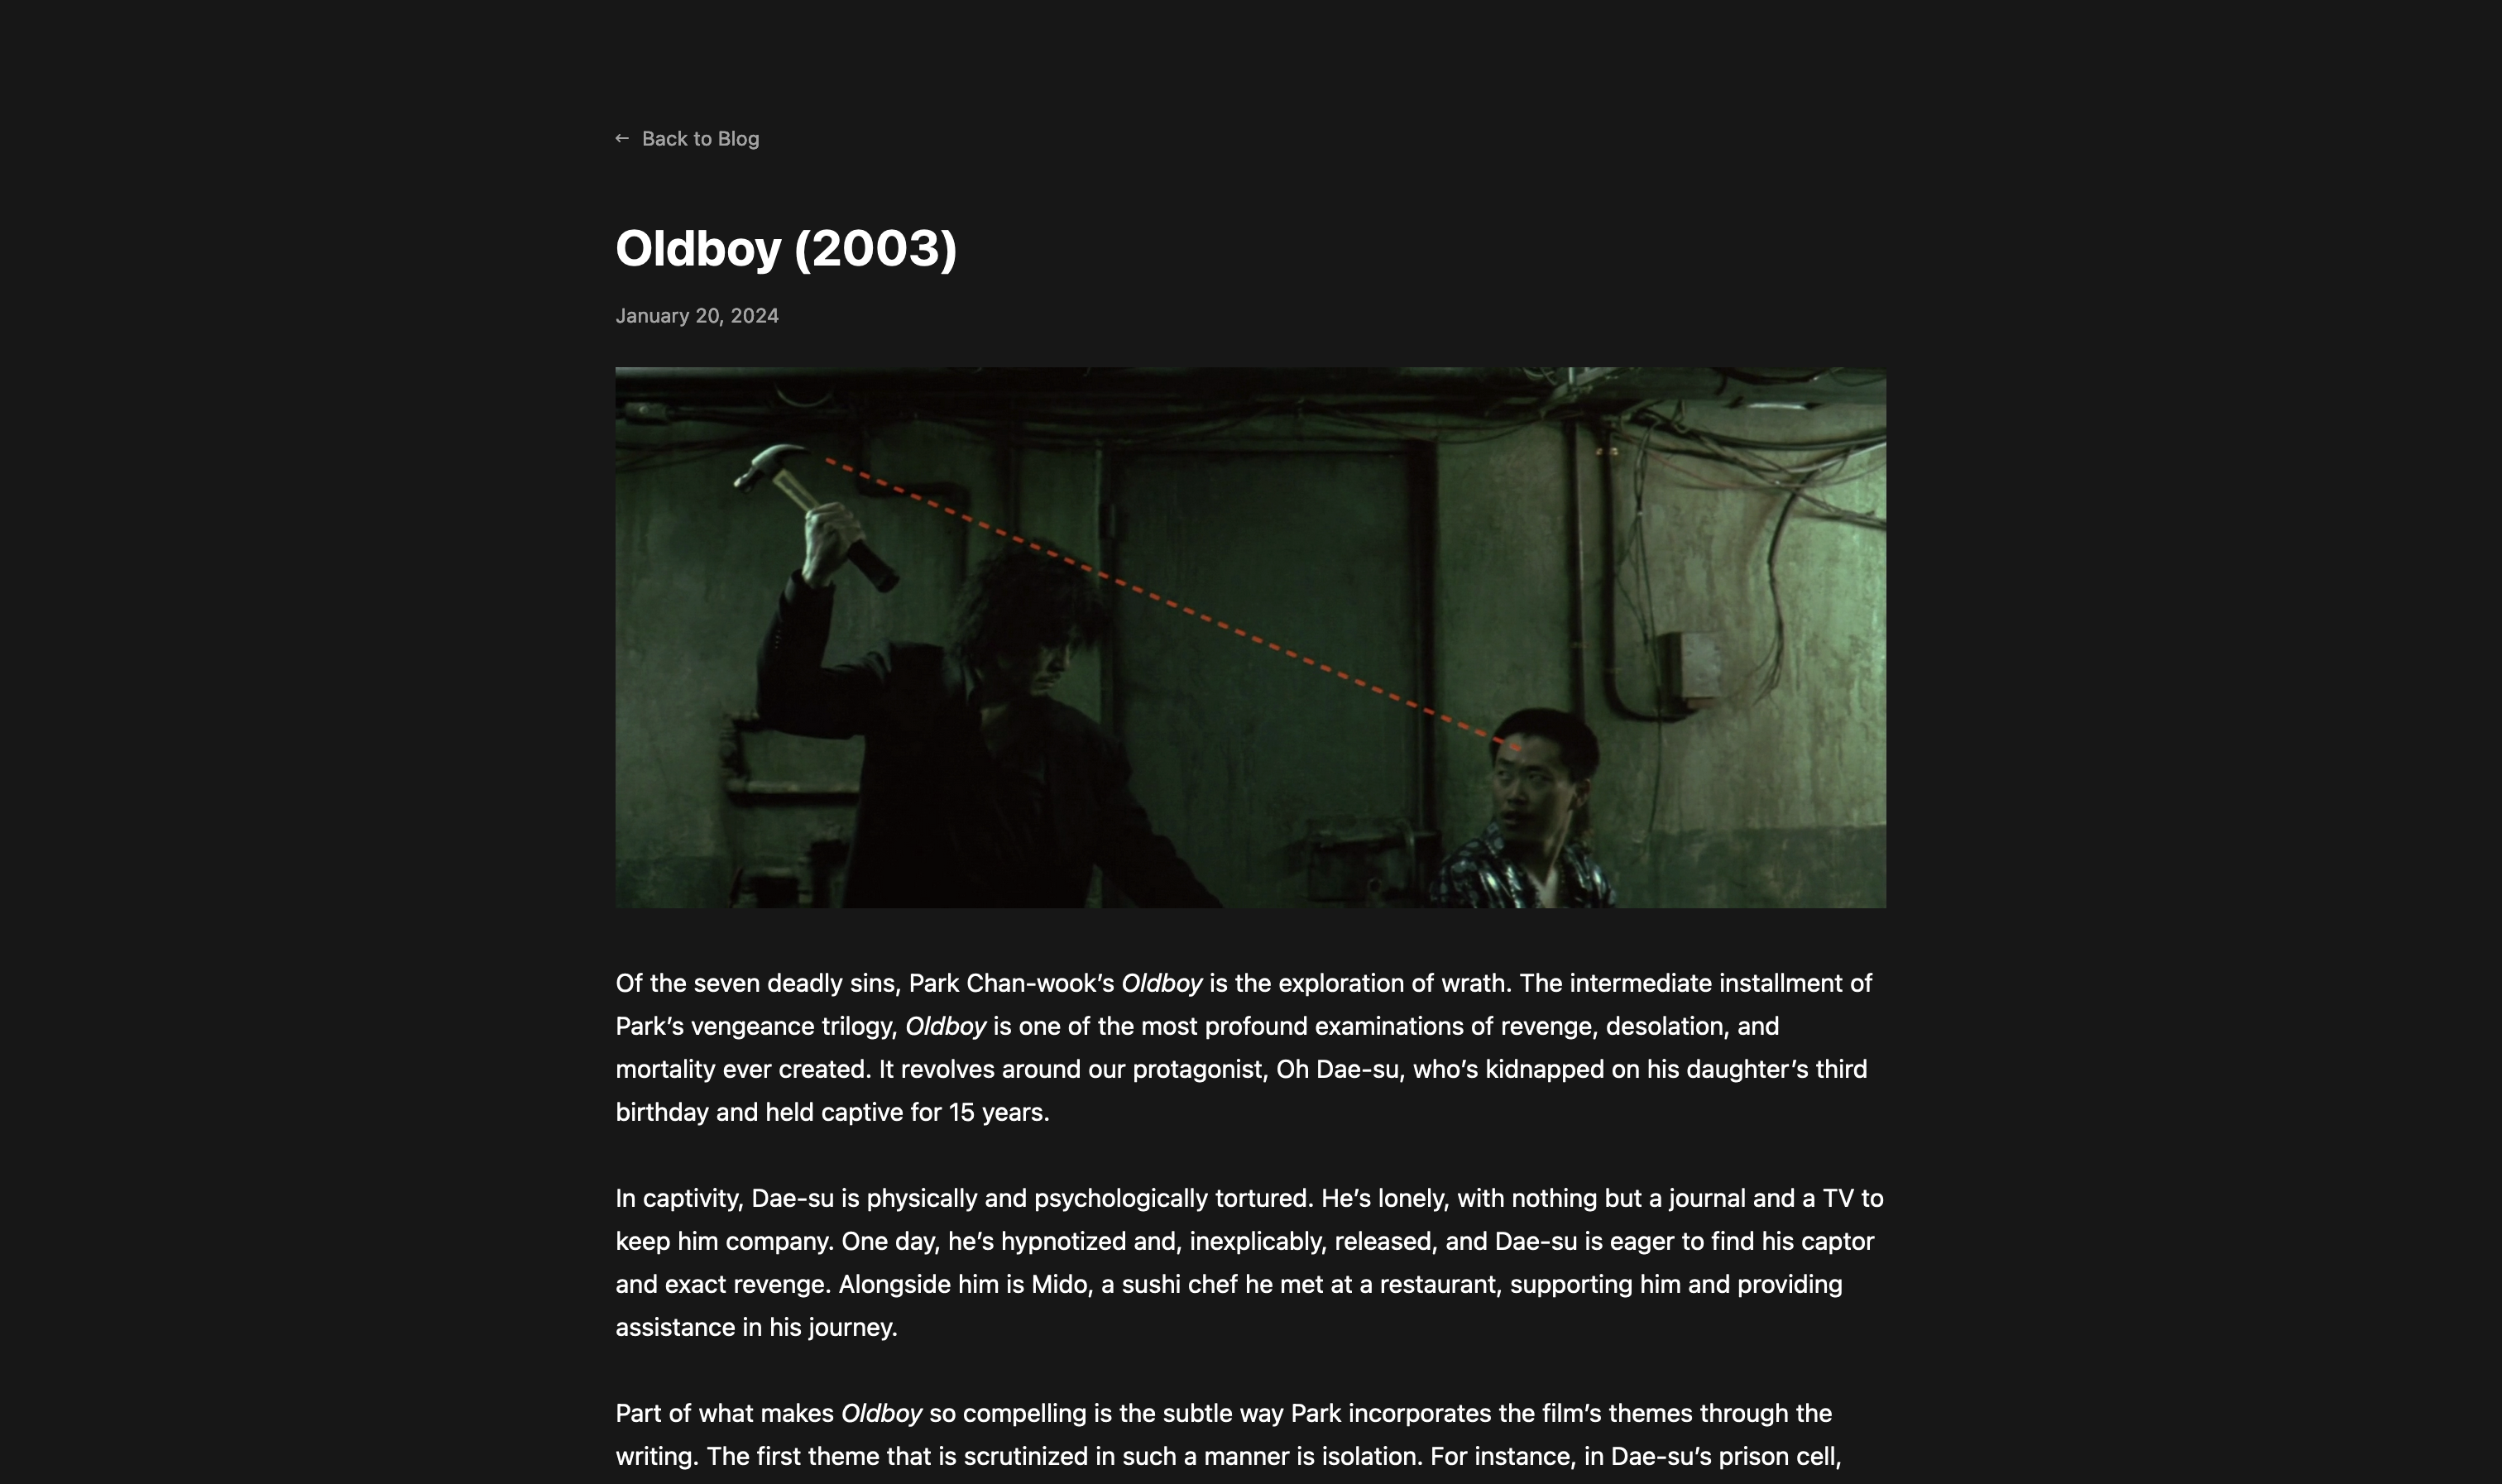 ← Back to Blog
Oldboy (2003)
January 20, 2024
Of the seven deadly sins, Park Chan-wook’s Oldboy is the exploration of wrath. The intermediate installment of
Park’s vengeance trilogy, Oldboy is one of the most profound examinations of revenge, desolation, and
mortality ever created. It revolves around our protagonist, Oh Dae-su, who’s kidnapped on his daughter’s third
birthday and held captive for 15 years.
In captivity, Dae-su is physically and psychologically tortured. He’s lonely, with nothing but a journal and a TV to
keep him company. One day, he’s hypnotized and, inexplicably, released, and Dae-su is eager to find his captor
and exact revenge. Alongside him is Mido, a sushi chef he met at a restaurant, supporting him and providing
assistance in his journey.
Part of what makes Oldboy so compelling is the subtle way Park incorporates the film’s themes through the
writing. The first theme that is scrutinized in such a manner is isolation. For instance, in Dae-su’s prison cell,